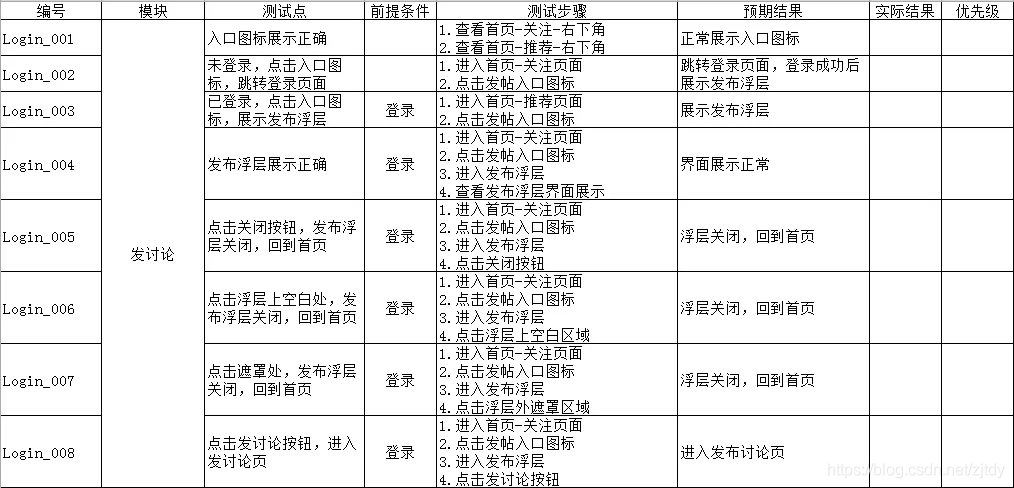 编号 模块 测试点 前提条件 测试步骤 预期结果 实际结果 优先级
Login_001 入口图标展示正确 1.查看首页-关注-右下角 正常展示入口图标
2.查看首页-推荐-右下角
Login_002 未登录，点击入口图 1.进入首页-关注页面 跳转登录页面，登录成功后
标，跳转登录页面 2.点击发帖入口图标 展示发布浮层
Login_003 已登录，点击入口图 登录 1.进入首页-推荐页面 展示发布浮层
标，展示发布浮层 2.点击发帖入口图标
Login_004 发布浮层展示正确 登录 1.进入首页-关注页面 界面展示正常
2.点击发帖入口图标
3.进入发布浮层
4.查看发布浮层界面展示
发讨论
Login_005 点击关闭按钮，发布浮 登录 1.进入首页-关注页面 浮层关闭，回到首页
层关闭，回到首页 2.点击发帖入口图标
3.进入发布浮层
4.点击关闭按钮
Login_006 点击浮层上空白处，发 登录 1.进入首页-关注页面 浮层关闭，回到首页
布浮层关闭，回到首页 2.点击发帖入口图标
3.进入发布浮层
4.点击浮层上空白区域
Login_007 点击遮罩处，发布浮层 登录 1.进入首页-关注页面 浮层关闭，回到首页
关闭，回到首页 2.点击发帖入口图标
3.进入发布浮层
4.点击浮层外遮罩区域
Login_008 点击发讨论按钮，进入 登录 1.进入首页-关注页面 进入发布讨论页
发讨论页 2.点击发帖入口图标
3.进入发布浮层
4.点击发讨论按钮
https://blog.csdn.net/zjtdy